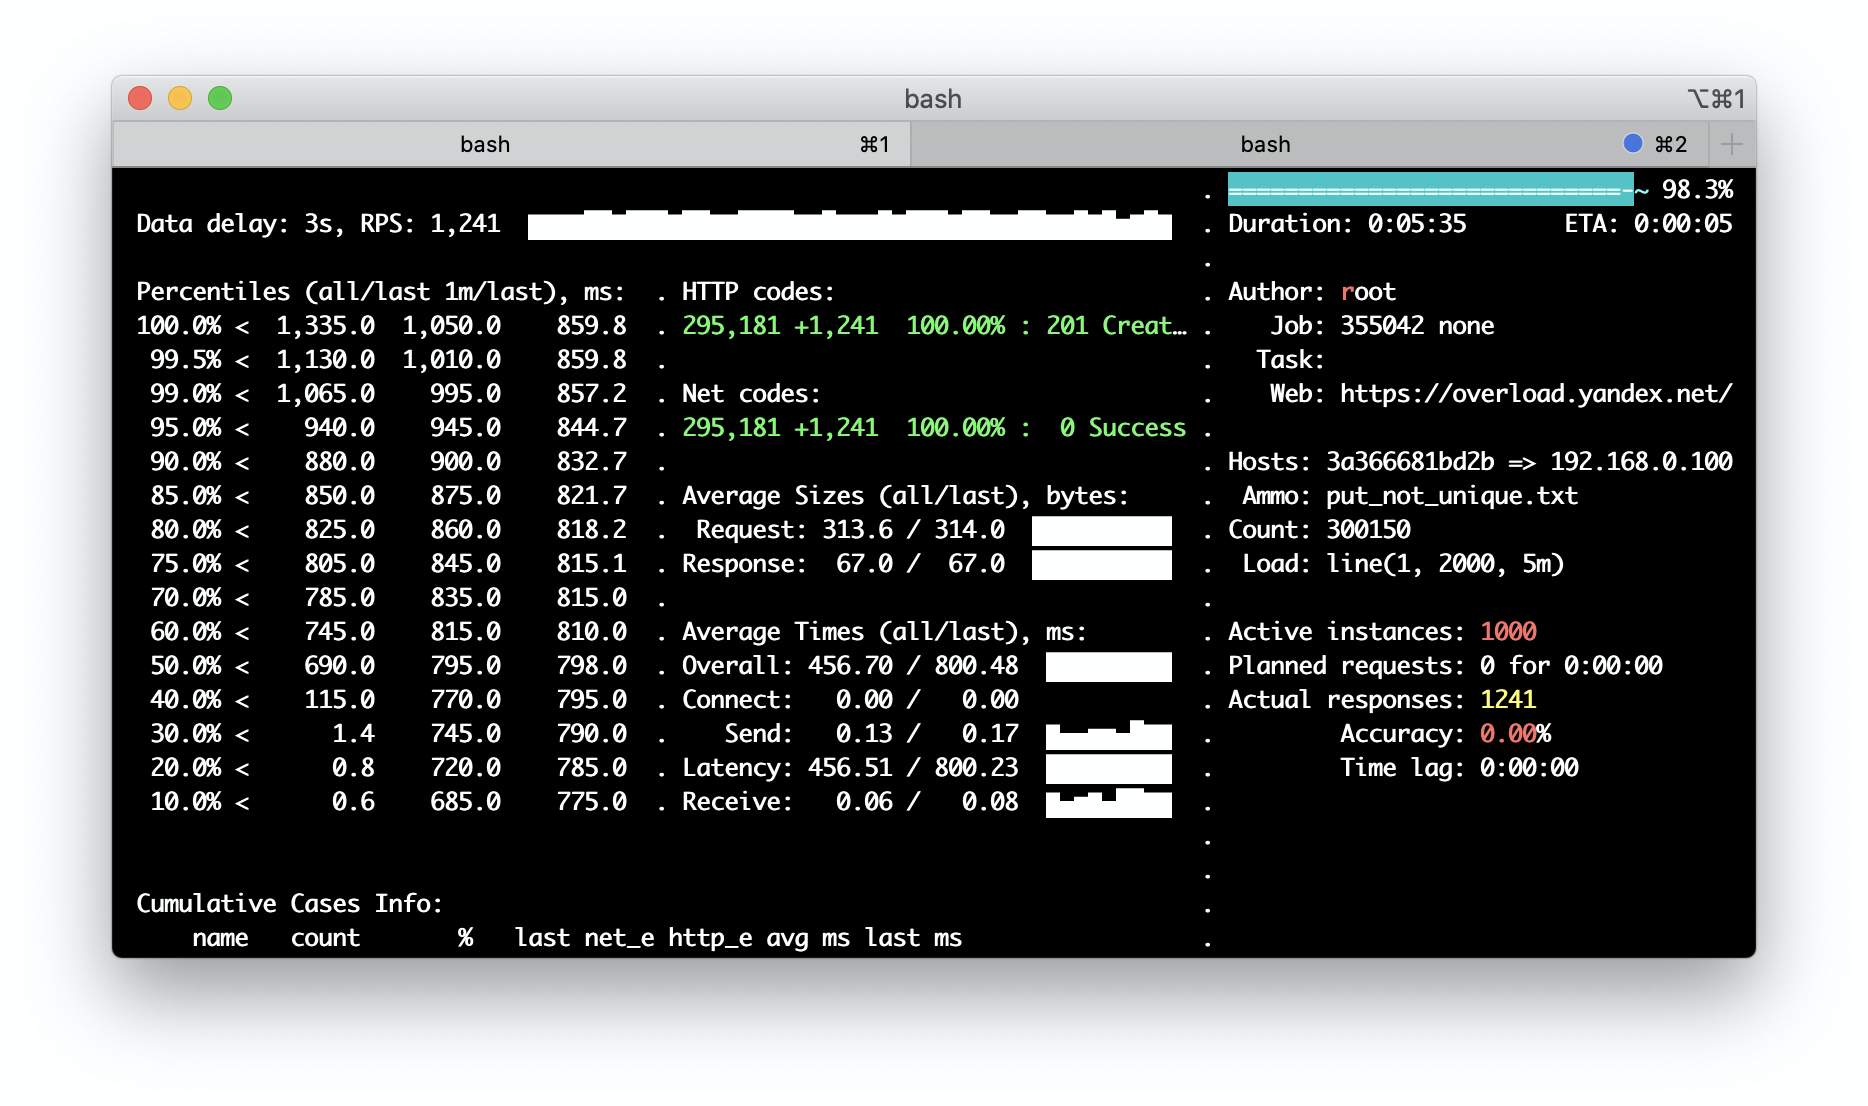 bash ⌥⌘1
bash ⌘1 bash ⌘2 +
. ============================-~ 98.3%
Data delay: 3s, RPS: 1,241 . Duration: 0:05:35 ETA: 0:00:05
.
Percentiles (all/last 1m/last), ms: . HTTP codes: . Author: root
100.0% < 1,335.0 1,050.0 859.8 . 295,181 +1,241 100.00% : 201 Creat… . Job: 355042 none
99.5% < 1,130.0 1,010.0 859.8 . . Task:
99.0% < 1,065.0 995.0 857.2 . Net codes: . Web: https://overload.yandex.net/
95.0% < 940.0 945.0 844.7 . 295,181 +1,241 100.00% : 0 Success .
90.0% < 880.0 900.0 832.7 . . Hosts: 3a366681bd2b => 192.168.0.100
85.0% < 850.0 875.0 821.7 . Average Sizes (all/last), bytes: . Ammo: put_not_unique.txt
80.0% < 825.0 860.0 818.2 . Request: 313.6 / 314.0 . Count: 300150
75.0% < 805.0 845.0 815.1 . Response: 67.0 / 67.0 . Load: line(1, 2000, 5m)
70.0% < 785.0 835.0 815.0 . .
60.0% < 745.0 815.0 810.0 . Average Times (all/last), ms: . Active instances: 1000
50.0% < 690.0 795.0 798.0 . Overall: 456.70 / 800.48 . Planned requests: 0 for 0:00:00
40.0% < 115.0 770.0 795.0 . Connect: 0.00 / 0.00 . Actual responses: 1241
30.0% < 1.4 745.0 790.0 . Send: 0.13 / 0.17 . Accuracy: 0.00%
20.0% < 0.8 720.0 785.0 . Latency: 456.51 / 800.23 . Time lag: 0:00:00
10.0% < 0.6 685.0 775.0 . Receive: 0.06 / 0.08 .
.
.
Cumulative Cases Info: .
name count % last net_e http_e avg ms last ms .